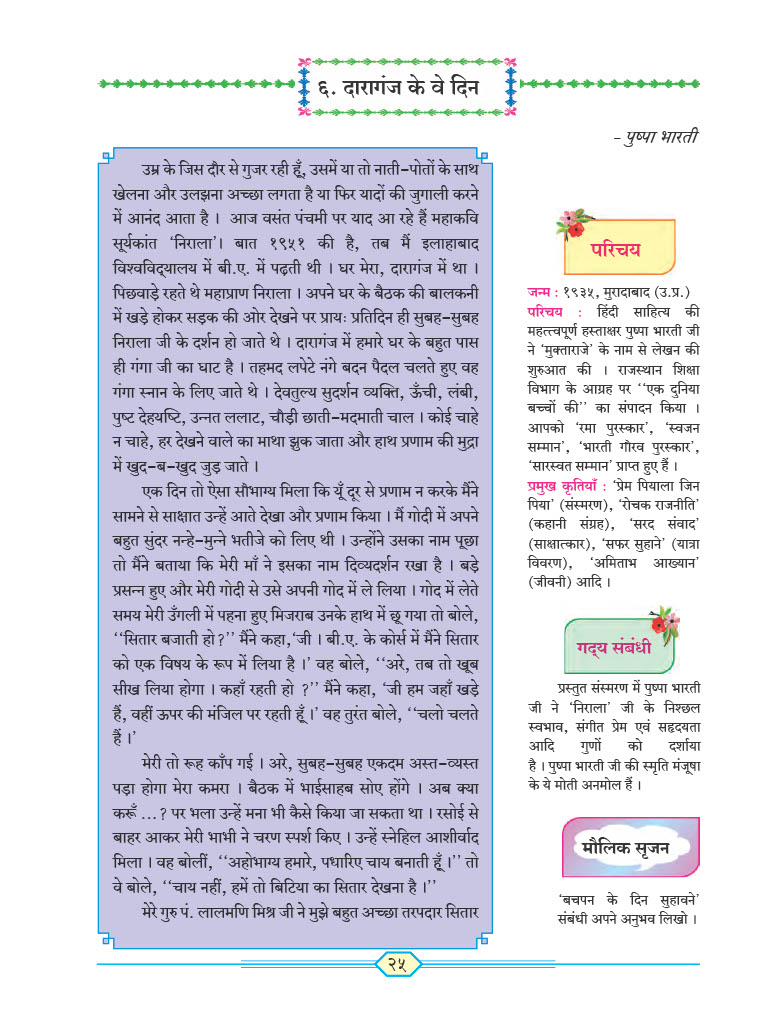 ६. दारागंज के वे दिन
- पुष्पा भारती
उम्र के जिस दौर से गुजर रही हूँ, उसमें या तो नाती-पोतों के साथ
खेलना और उलझना अच्छा लगता है या फिर यादों की जुगाली करने
में आनंद आता है । आज वसंत पंचमी पर याद आ रहे हैं महाकवि
सूर्यकांत ‘निराला’। बात १९५१ की है, तब मैं इलाहाबाद
विश्वविद्यालय में बी.ए. में पढ़ती थी । घर मेरा, दारागंज में था ।
पिछवाड़े रहते थे महाप्राण निराला । अपने घर के बैठक की बालकनी
में खड़े होकर सड़क की ओर देखने पर प्रायः प्रतिदिन ही सुबह-सुबह
निराला जी के दर्शन हो जाते थे । दारागंज में हमारे घर के बहुत पास
ही गंगा जी का घाट है । तहमद लपेटे नंगे बदन पैदल चलते हुए वह
गंगा स्नान के लिए जाते थे । देवतुल्य सुदर्शन व्यक्ति, ऊँची, लंबी,
पुष्ट देहयष्टि, उन्नत ललाट, चौड़ी छाती-मदमाती चाल । कोई चाहे
न चाहे, हर देखने वाले का माथा झुक जाता और हाथ प्रणाम की मुद्रा
में खुद-ब-खुद जुड़ जाते ।
एक दिन तो ऐसा सौभाग्य मिला कि यूँ दूर से प्रणाम न करके मैंने
सामने से साक्षात उन्हें आते देखा और प्रणाम किया । मैं गोदी में अपने
बहुत सुंदर नन्हे-मुन्ने भतीजे को लिए थी । उन्होंने उसका नाम पूछा
तो मैंने बताया कि मेरी माँ ने इसका नाम दिव्यदर्शन रखा है । बड़े
प्रसन्न हुए और मेरी गोदी से उसे अपनी गोद में ले लिया । गोद में लेते
समय मेरी उँगली में पहना हुए मिजराब उनके हाथ में छू गया तो बोले,
‘‘सितार बजाती हो?’’ मैंने कहा,‘जी । बी.ए. के कोर्स में मैंने सितार
को एक विषय के रूप में लिया है ।’ वह बोले, ‘‘अरे, तब तो खूब
सीख लिया होगा । कहाँ रहती हो ?’’ मैंने कहा, ‘जी हम जहाँ खड़े
हैं, वहीं ऊपर की मंजिल पर रहती हूँ ।’ वह तुरंत बोले, ‘‘चलो चलते
हैं ।’
मेरी तो रूह काँप गई । अरे, सुबह-सुबह एकदम अस्त-व्यस्त
पड़ा होगा मेरा कमरा । बैठक में भाईसाहब सोए होंगे । अब क्या
करूँ ...? पर भला उन्हें मना भी कैसे किया जा सकता था । रसोई से
बाहर आकर मेरी भाभी ने चरण स्पर्श किए । उन्हें स्नेहिल आशीर्वाद
मिला । वह बोलीं, ‘‘अहोभाग्य हमारे, पधारिए चाय बनाती हूँ ।’’ तो
वे बोले, ‘‘चाय नहीं, हमें तो बिटिया का सितार देखना है ।’’
मेरे गुरु पं. लालमणि मिश्र जी ने मुझे बहुत अच्छा तरपदार सितार
परिचय
जन्म : १९३५, मुरादाबाद (उ.प्र.)
परिचय : हिंदी साहित्य की
महत्त्वपूर्ण हस्ताक्षर पुष्पा भारती जी
ने ‘मुक्ताराजे’ के नाम से लेखन की
शुरुआत की । राजस्थान शिक्षा
विभाग के आग्रह पर ‘‘एक दुनिया
बच्चों की’’ का संपादन किया ।
आपको ‘रमा पुरस्कार’, ‘स्वजन
सम्मान’, ‘भारती गौरव पुरस्कार’,
‘सारस्वत सम्मान’ प्राप्त हुए हैं ।
प्रमुख कृतियाँ : ‘प्रेम पियाला जिन
पिया’ (संस्मरण), ‘रोचक राजनीति’
(कहानी संग्रह), ‘सरद संवाद’
(साक्षात्कार), ‘सफर सुहाने’ (यात्रा
विवरण), ‘अमिताभ आख्यान’
(जीवनी) आदि ।
गद्य संबंधी
प्रस्तुत संस्मरण में पुष्पा भारती
जी ने ‘निराला’ जी के निश्छल
स्वभाव, संगीत प्रेम एवं सहृदयता
आदि गुणों को दर्शाया
है । पुष्पा भारती जी की स्मृति मंजूषा
के ये मोती अनमोल हैं ।
मौलिक सृजन
‘बचपन के दिन सुहावने’
संबंधी अपने अनुभव लिखो ।
२५